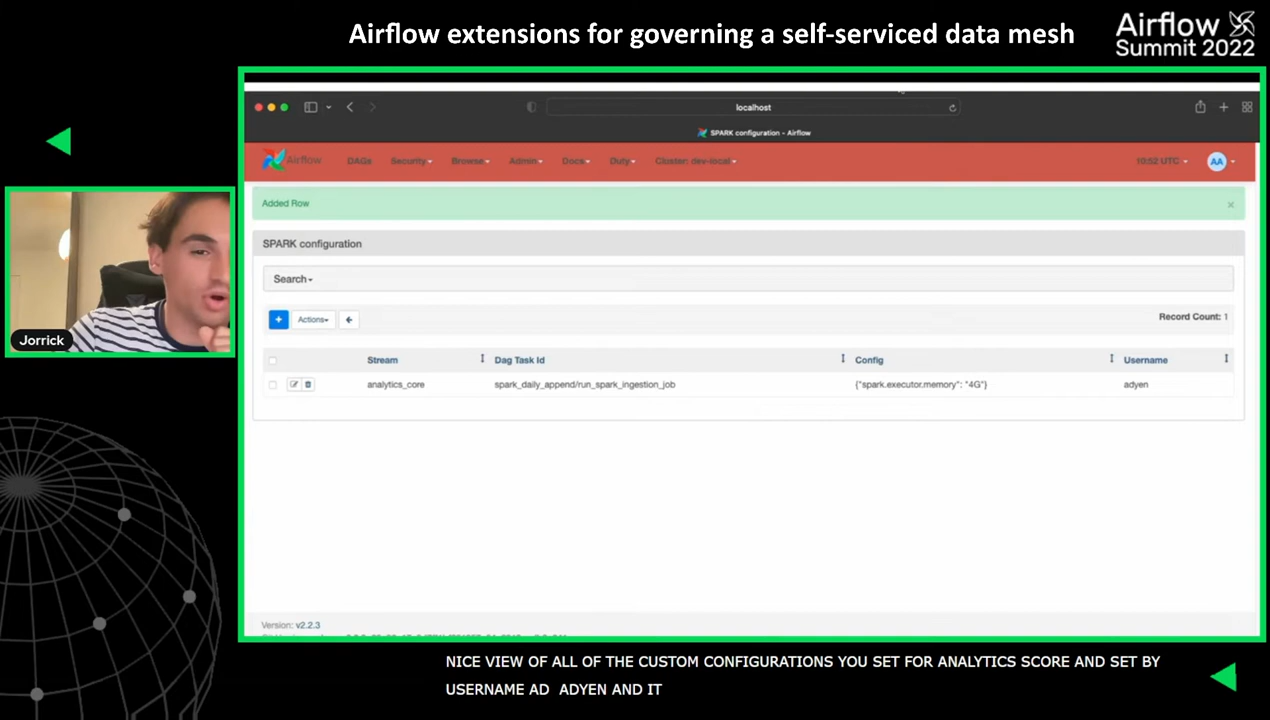 Airflow extensions for governing a self-serviced data mesh
Airflow
Summit 2022
localhost
SPARK configuration - Airflow
Airflow DAGs Security Browse Admin Docs Duty Cluster: dev-local 10:52 UTC AA
Added Row ×
SPARK configuration
Search
+ Actions Record Count: 1
Stream Dag Task Id Config Username
analytics_core spark_daily_append/run_spark_ingestion_job {"spark.executor.memory": "4G"} adyen
Jorrick
Version: v2.2.3
NICE VIEW OF ALL OF THE CUSTOM CONFIGURATIONS YOU SET FOR ANALYTICS SCORE AND SET BY
USERNAME AD ADYEN AND IT